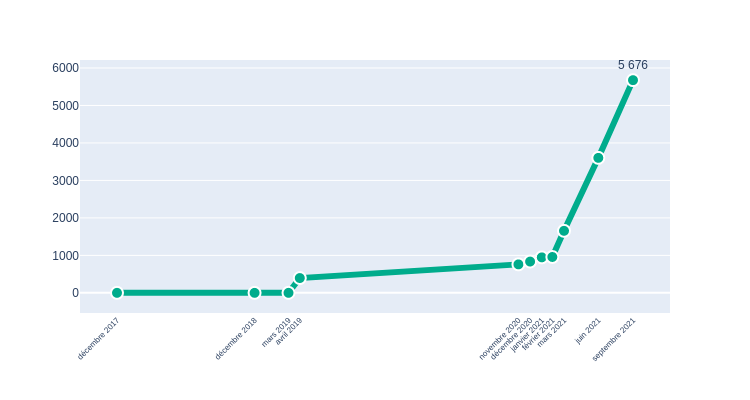 5 676
6000
5000
4000
3000
2000
1000
0
décembre 2017
décembre 2018
mars 2019
avril 2019
novembre 2020
décembre 2020
janvier 2021
février 2021
mars 2021
juin 2021
septembre 2021